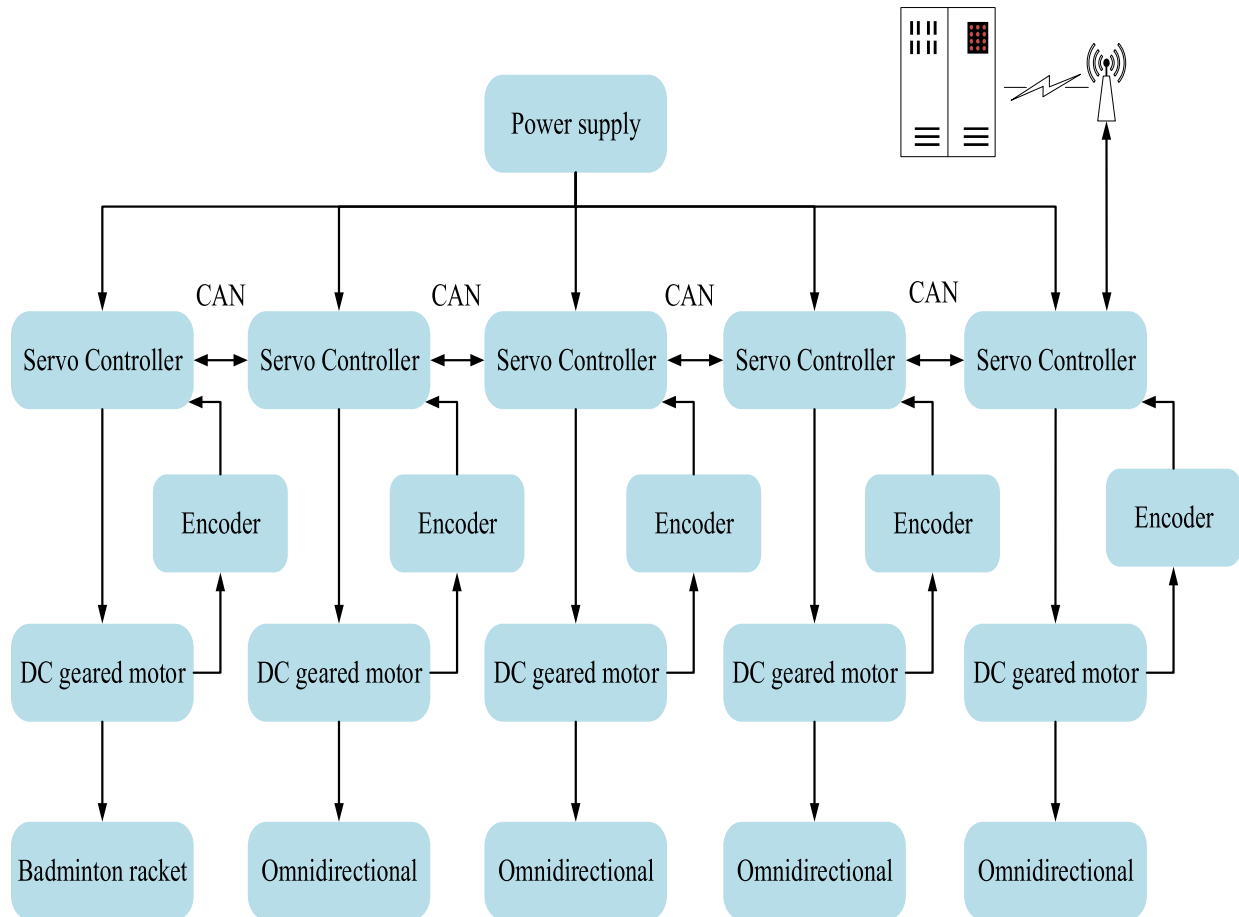 Power supply
CAN
CAN
CAN
CAN
Servo Controller
Servo Controller
Servo Controller
Servo Controller
Servo Controller
Encoder
Encoder
Encoder
Encoder
Encoder
DC geared motor
DC geared motor
DC geared motor
DC geared motor
DC geared motor
Badminton racket
Omnidirectional
Omnidirectional
Omnidirectional
Omnidirectional